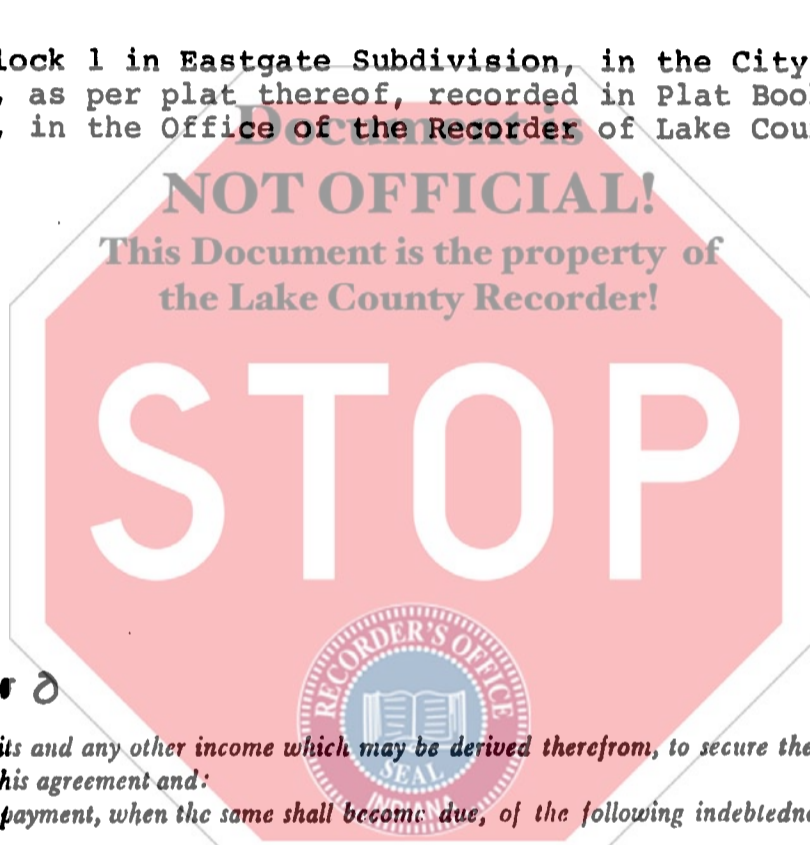 lock 1 in Eastgate Subdivision, in the City
, as per plat thereof, recorded in Plat Boo
, in the Office of the Recorder of Lake Cou
Document is
NOT OFFICIAL!
This Document is the property of
the Lake County Recorder!
STOP
RECORDER'S OFFICE
SEAL
INDIANA
its and any other income which may be derived therefrom, to secure the
his agreement and:
payment, when the same shall become due, of the following indebtedn